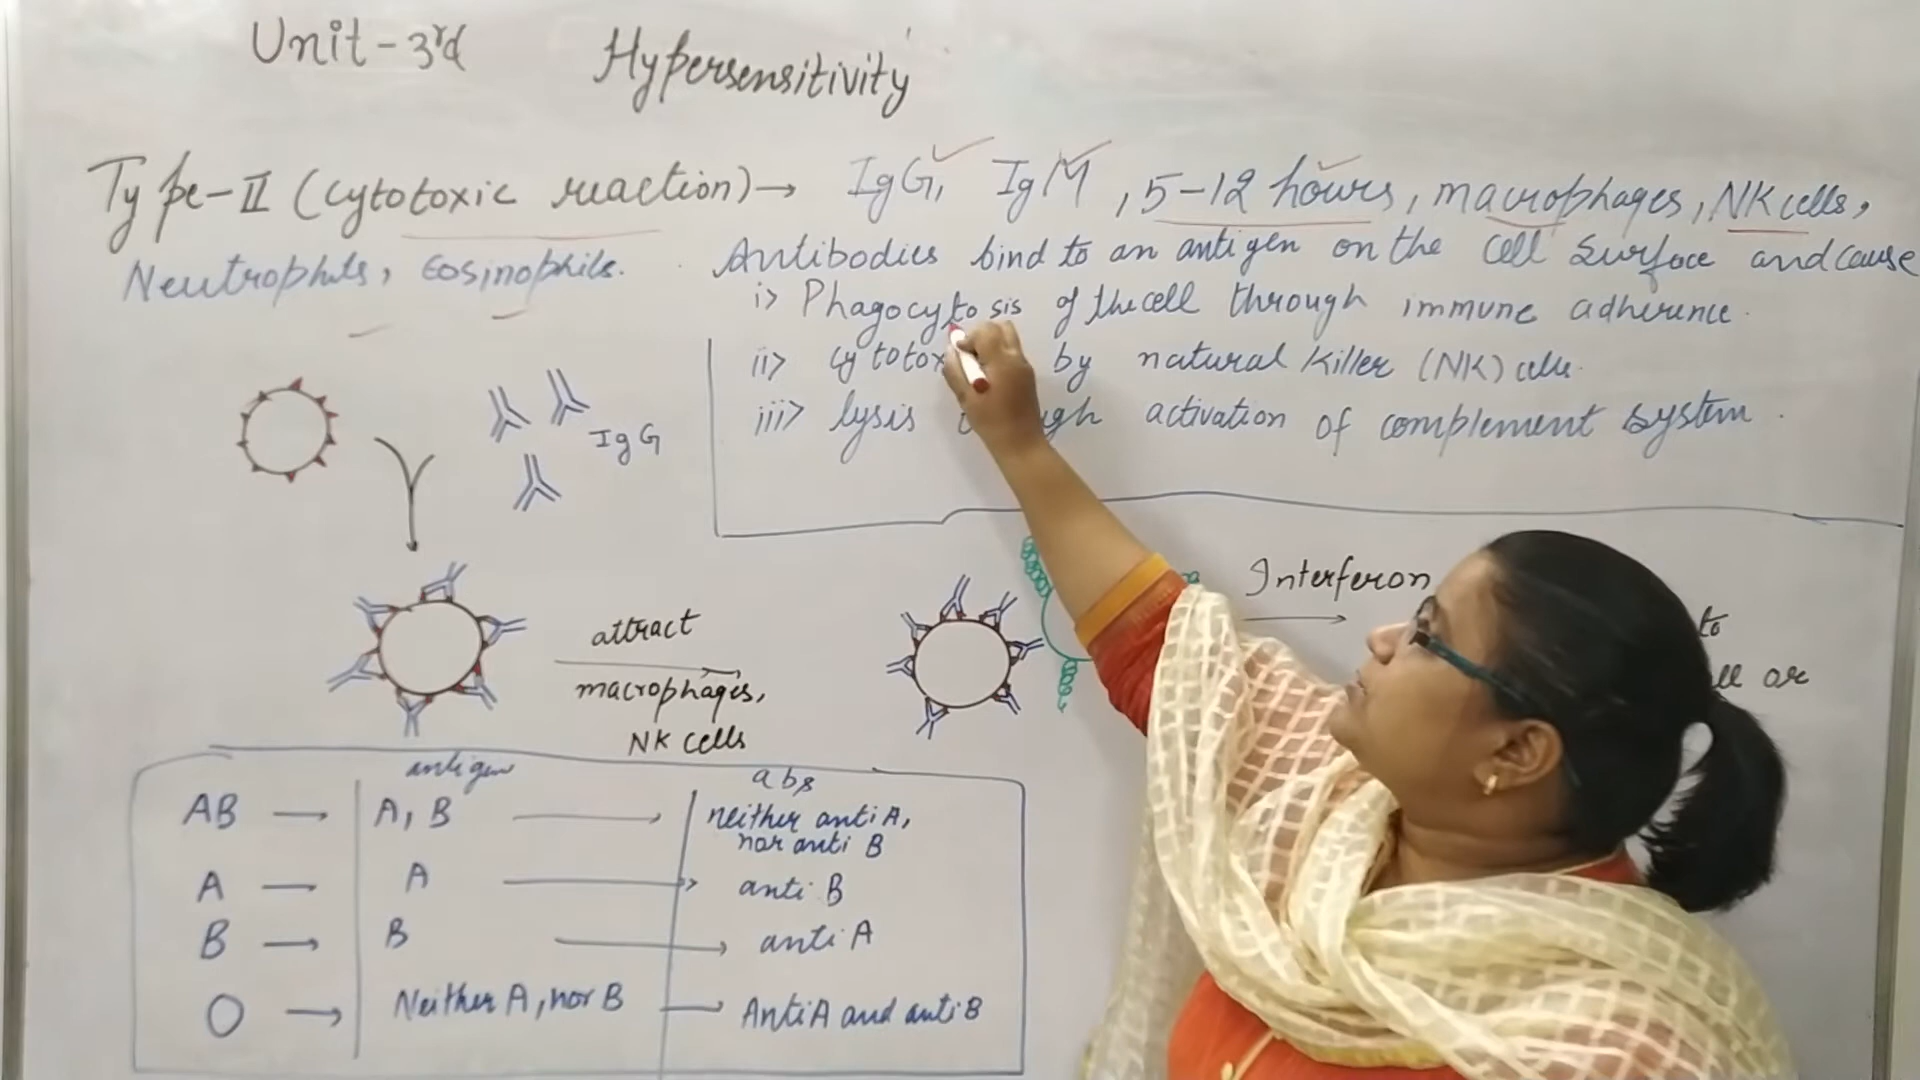 Unit-3rd Hypersensitivity
Type-II (cytotoxic reaction) → IgG, IgM, 5-12 hours, macrophages, NK cells,
Neutrophils, Eosinophils.
Antibodies bind to an antigen on the cell surface and cause
i> Phagocytosis of the cell through immune adherence.
ii> by natural killer (NK) cells.
iii> lysis activation of complement system.
IgG
attract
macrophages,
NK cells
Interferon
to
or
antigen abs
AB → A, B → neither anti A,
nor anti B
A → A → anti B
B → B → anti A
O → Neither A, nor B → Anti A and anti B